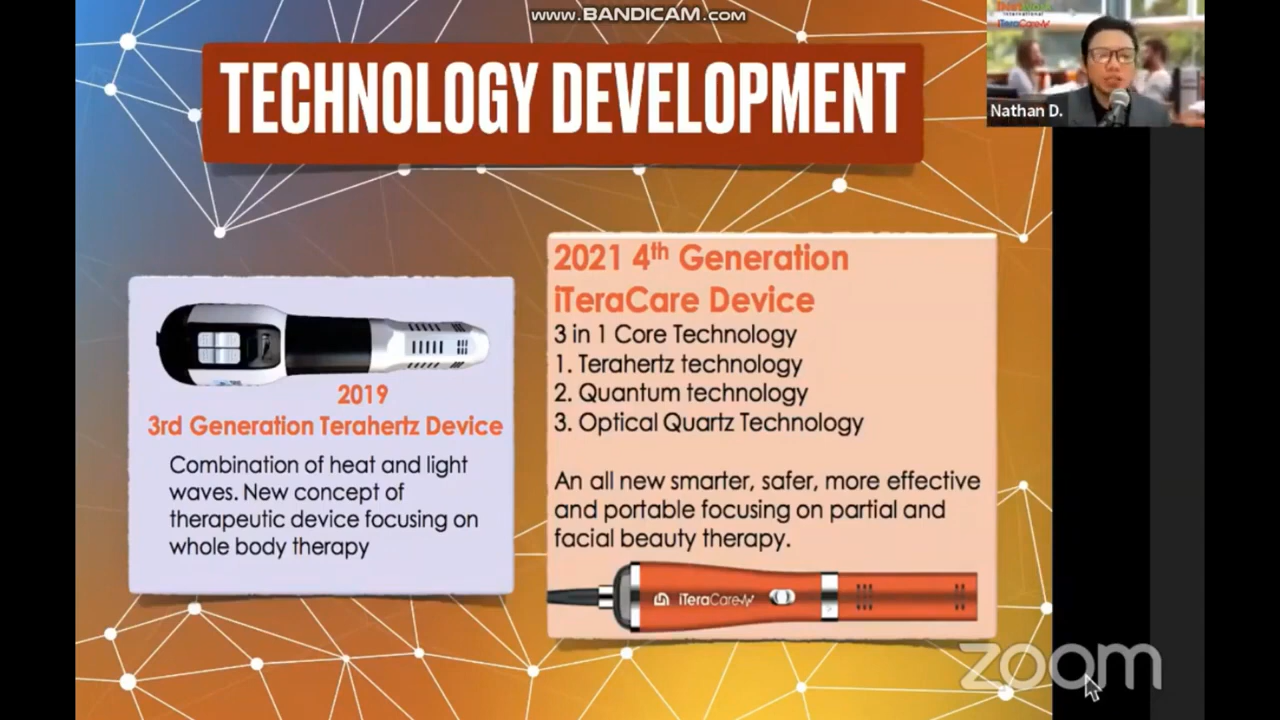 www.BANDICAM.com
TECHNOLOGY DEVELOPMENT
International
iTeraCare
Nathan D.
2019
3rd Generation Terahertz Device
Combination of heat and light
waves. New concept of
therapeutic device focusing on
whole body therapy
2021 4th Generation
iTeraCare Device
3 in 1 Core Technology
1. Terahertz technology
2. Quantum technology
3. Optical Quartz Technology
An all new smarter, safer, more effective
and portable focusing on partial and
facial beauty therapy.
iTeraCare
zoom